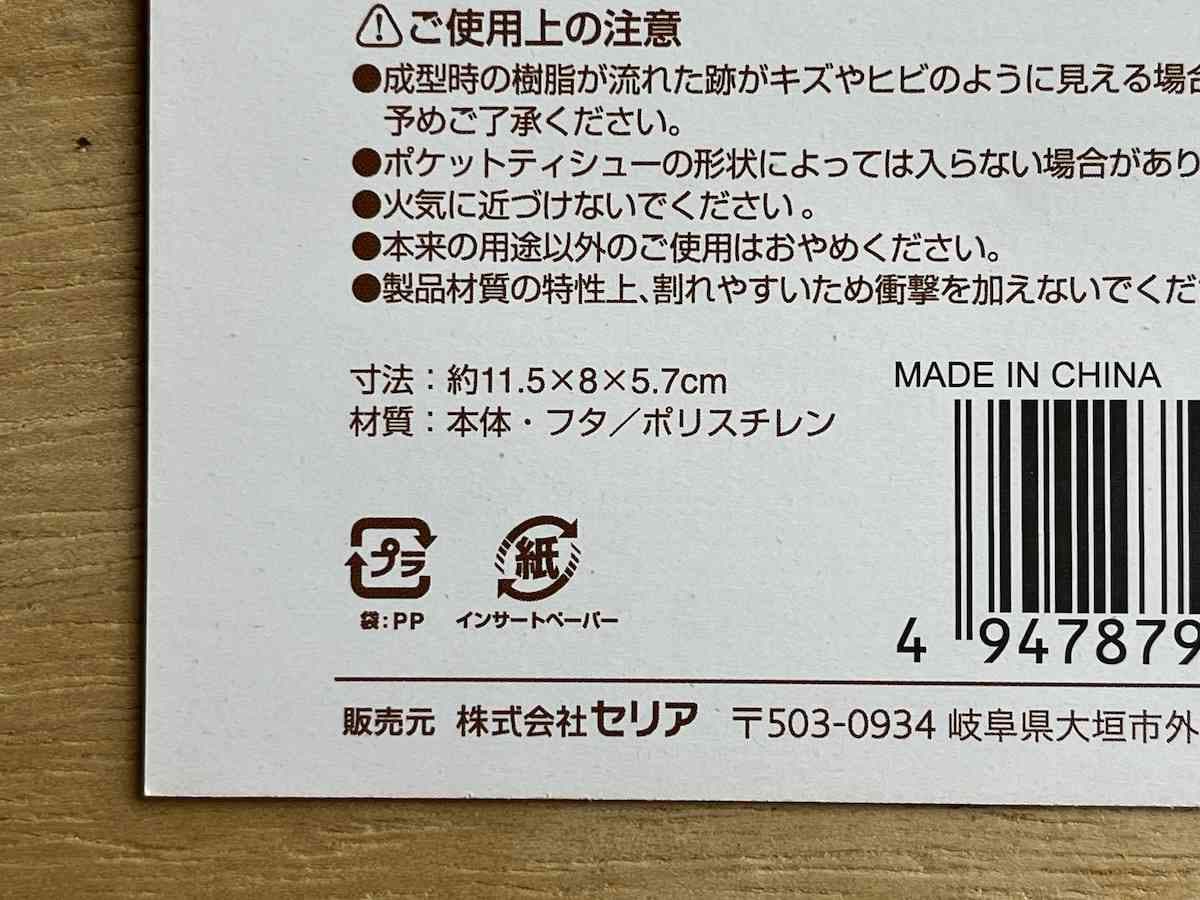 ご使用上の注意
●成型時の樹脂が流れた跡がキズやヒビのように見える場合
予めご了承ください。
●ポケットティシューの形状によっては入らない場合があり
●火気に近づけないでください。
●本来の用途以外のご使用はおやめください。
●製品材質の特性上、割れやすいため衝撃を加えないでくだ
寸法：約11.5×8×5.7cm
材質：本体・フタ／ポリスチレン
MADE IN CHINA
プラ
紙
袋：PP
インサートペーパー
4 947879
販売元 株式会社セリア 〒503-0934 岐阜県大垣市外